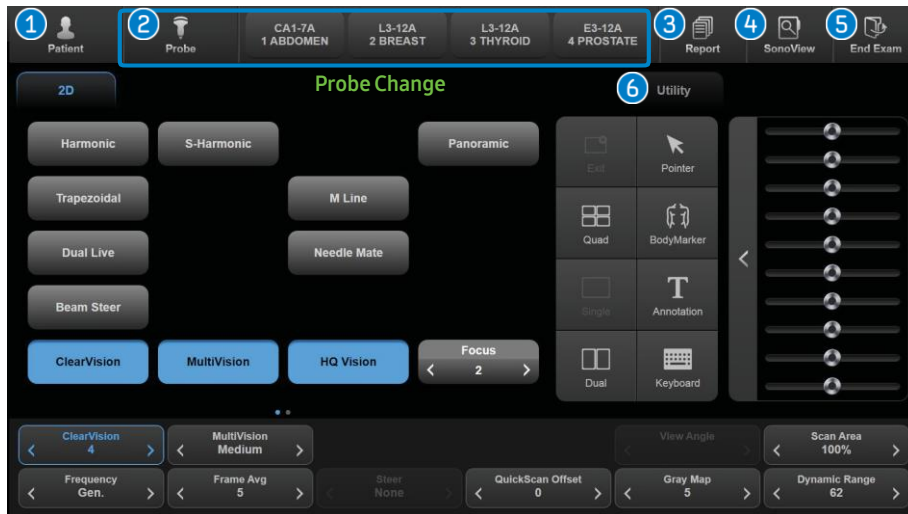 1
Patient
2
Probe
CA1-7A
1 ABDOMEN
L3-12A
2 BREAST
L3-12A
3 THYROID
E3-12A
4 PROSTATE
3
Report
4
SonoView
5
End Exam
2D
Probe Change
6
Utility
Harmonic
S-Harmonic
Panoramic
Exit
Pointer
Trapezoidal
M Line
Quad
BodyMarker
Dual Live
Needle Mate
Beam Steer
Single
T
Annotation
ClearVision
MultiVision
HQ Vision
Focus
< 2 >
Dual
Keyboard
<
ClearVision
< 4 >
MultiVision
< Medium >
View Angle
Scan Area
< 100% >
Frequency
< Gen. >
Frame Avg
< 5 >
Steer
< None >
QuickScan Offset
< 0 >
Gray Map
< 5 >
Dynamic Range
< 62 >